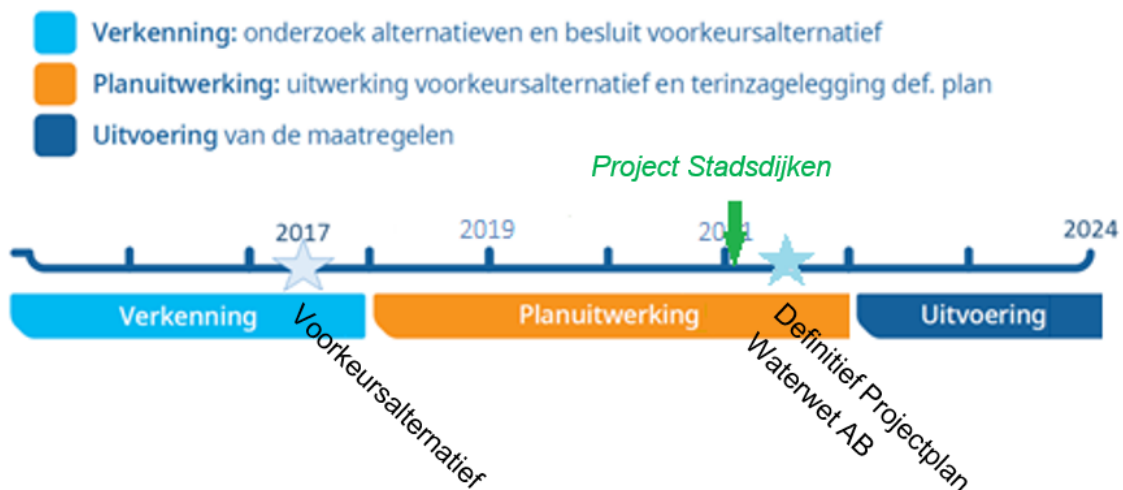 Verkenning: onderzoek alternatieven en besluit voorkeursalternatief
Planuitwerking: uitwerking voorkeursalternatief en terinzagelegging def. plan
Uitvoering van de maatregelen
Project Stadsdijken
2017
2019
2021
2024
Verkenning
Planuitwerking
Uitvoering
Voorkeursalternatief
Definitief Projectplan
Waterwet AB